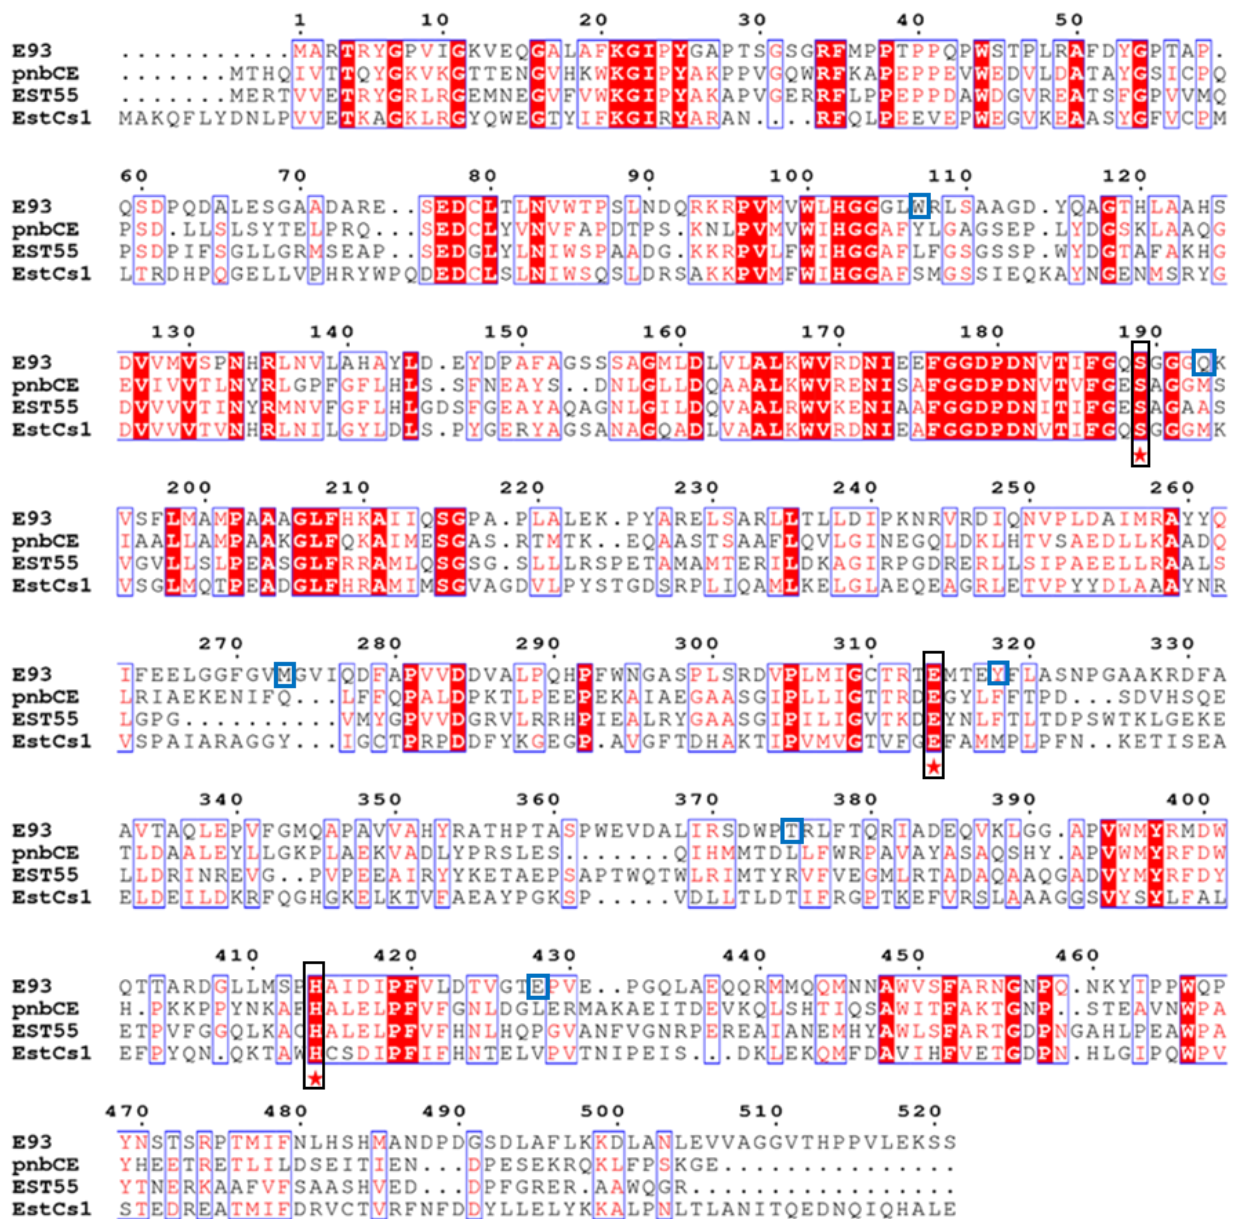 1 10 20 30 40 50
E93 ...........MARTRYGPVIGKVEQGALAFKGIPYGAPTSGSGRFMPPTPPQPWSTPLRAFDYGPTAP.
pnbCE .......MTHQIVTTQYGKVKGTTENGVHKWKGIPYAKPPVGQWRFKAPEPPEVWEDVLDATAYGSICPQ
EST55 .......MERTVVETRYGRLRGEMNEGVFVWKGIPYAKAPVGERRFLPPEPPDAWDGVREATSFGPVVMQ
EstCs1 MAKQFLYDNLPVVETKAGKLRGYQWEGTYIFKGIRYARAN....RFQLPEEVEPWEGVKEAASYGFVCPM
60 70 80 90 100 110 120
E93 QSDPQDALESGAADARE..SEDCLTLNVWTPSLNDQRKRPVMVWLHGGGLWRLSAAGD.YQAGTHLAAHS
pnbCE PSD.LLSLSYTELPRQ...SEDCLYVNVFAPDTPS.KNLPVMVWIHGGAFYLGAGSEP.LYDGSKLAAQG
EST55 PSDPIFSGLLGRMSEAP..SEDCLYLNIWSPAADG.KKRPVLFWIHGGAFLFGSGSSP.WYDGTAFAKHG
EstCs1 LTRDHPQGELLVPHRYWPQDEDCLSLNIWSQSLDRSAKKPVMFWIHGGAFSMGSSIEQKAYNGENMSRYG
130 140 150 160 170 180 190
E93 DVVMVSPNHRLNVLAHAYLD.EYDPAFAGSSSAGMLDLVIALKWVRDNIEEFGGDPDNVTIFGQSGGGQK
pnbCE EVIVVTLNYRLGPFGFLHLS.SFNEAYS..DNLGLLDQAAALKWVRENISAFGGDPDNVTVFGESAGGMS
EST55 DVVVVTINYRMNVFGFLHLGDSFGEAYAQAGNLGILDQVAALRWVKENIAAFGGDPDNITIFGESAGAAS
EstCs1 DVVVVTVNHRLNILGYLDLS.PYGERYAGSANAGQADLVAALKWVRDNIEAFGGDPDNVTIFGQSGGGMK
200 210 220 230 240 250 260
E93 VSFLMAMPAAAGLFHKAIIQSGPA.PLALEK.PYARELSARLLTLLDIPKNRVRDIQNVPLDAIMRAYYQ
pnbCE IAALLAMPAAKGLFQKAIMESGAS.RTMTK..EQAASTSAAFLQVLGINEGQLDKLHTVSAEDLLKAADQ
EST55 VGVLLSLPEASGLFRRAMLQSGSG.SLLLRSPETAMAMTERILDKAGIRPGDRERLLSIPAEELLRAALS
EstCs1 VSGLMQTPEADGLFHRAMIMSGVAGDVLPYSTGDSRPLIQAMLKELGLAEQEAGRLETVPYYDLAAAYNR
270 280 290 300 310 320 330
E93 IFEELGGFGVMGVIQDFAPVVDDVALPQHPFWNGASPLSRDVPLMIGCTRTEMTEYFLASNPGAAKRDFA
pnbCE LRIAEKENIFQ...LFFQPALDPKTLPEEPEKAIAEGAASGIPLLIGTTRDEGYLFFTPD....SDVHSQE
EST55 LGPG..........VMYGPVVDGRVLRRHPIEALRYGAASGIPILIGVTKDEYNLFTLTDPSWTKLGEKE
EstCs1 VSPAIARAGGY...IGCTPRPDDDFYKGEGP.AVGFTDHAKTIPVMVGTVFGEFAMMPLPFN..KETISEA
340 350 360 370 380 390 400
E93 AVTAQLEPVFGMQAPAVVAHYRATHPTASPWEVDALIRSDWPTRLFTQRIADEQVKLGG.APVWMYRMDW
pnbCE TLDAALEYLLGKPLAEKVADLYPRSLES.......QIHMMTDLLFWRPAVAYASAQSHY.APVWMYRFDW
EST55 LLDRINREVG..PVPEEAIRYYKETAEPSAPTWQTWLRIMTYRVFVEGMLRTADAQAAQGADVYMYRFDY
EstCs1 ELDEILDKRFQGHGKELKTVFAEAYPGKSP.....VDLLTLDTIFRGPTKEFVRSLAAAGGSVYSYLFAL
410 420 430 440 450 460
E93 QTTARDGLLMSPHAIDIPFVLDTVGTEPVE..PGQLAEQQRMMQQMNNAWVSFARNGNPQ.NKYIPPWQP
pnbCE H.PKKPPYNKAFHALELPFVFGNLDGLERMAKAEITDEVKQLSHTIQSAWITFAKTGNP.STEAVNWPA
EST55 ETPVFGGQLKACHALELPFVFHNLHQPGVANFVGNRPEREAIANEMHYAWLSFARTGDPNGAHLPEAWPA
EstCs1 EFPYQN.QKTAWHCSDIPFIFHNTELVPVTNIPEIS...DKLEKQMFDAVIHFVETGDPN.HLGIPQWPV
470 480 490 500 510 520
E93 YNSTSRPTMIFNLHSHMANDPDGSDLAFLKKDLANLEVVAGGVTHPPVLEKSS
pnbCE YHEETRETLILDSEITIEN...DPESEKRQKLFPSKGE...............
EST55 YTNERKAAFVFSAASHVED...DPFGRER.AAWQGR.................
EstCs1 STEDREATMIFDRVCTVRFNFDDYLLELYKKALPNLTLANITQEDNQIQHALE